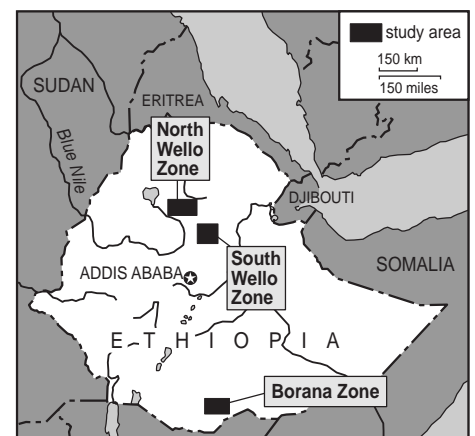 study area
150 km
150 miles
SUDAN
ERITREA
North
Wello
Zone
Blue Nile
DJIBOUTI
ADDIS ABABA
South
Wello
Zone
SOMALIA
ETHIOPIA
Borana Zone